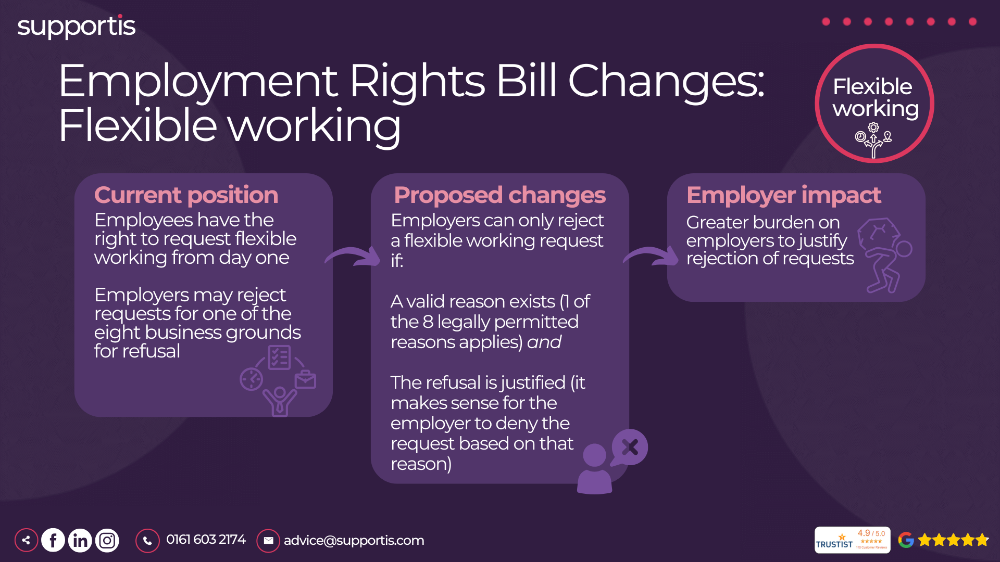 supportis
Employment Rights Bill Changes:
Flexible working
Flexible
working
Current position
Employees have the
right to request flexible
working from day one
Employers may reject
requests for one of the
eight business grounds
for refusal
Proposed changes
Employers can only reject
a flexible working request
if:
A valid reason exists (1 of
the 8 legally permitted
reasons applies) and
The refusal is justified (it
makes sense for the
employer to deny the
request based on that
reason)
Employer impact
Greater burden on
employers to justify
rejection of requests
0161 603 2174
advice@supportis.com
TRUSTIST
4.9 / 5.0
116 Customer Reviews